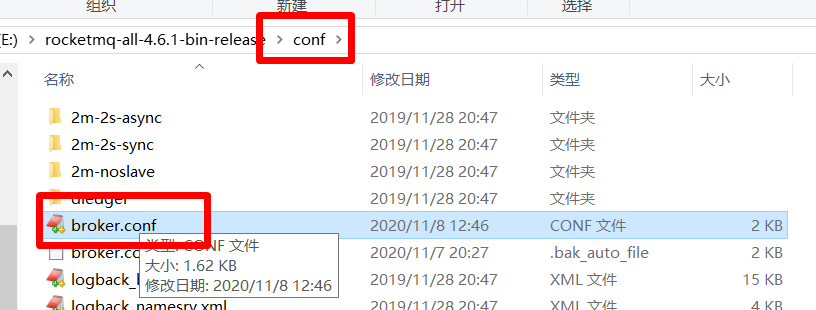 组织 新建 打开 选择
(E:) > rocketmq-all-4.6.1-bin-release > conf >
名称 修改日期 类型 大小
2m-2s-async 2019/11/28 20:47 文件夹
2m-2s-sync 2019/11/28 20:47 文件夹
2m-noslave 2019/11/28 20:47 文件夹
dledger 2019/11/28 20:47 文件夹
broker.conf 2020/11/8 12:46 CONF 文件 2 KB
broker.co 2020/11/7 20:27 .bak_auto_file 2 KB
类型: CONF 文件
大小: 1.62 KB
修改日期: 2020/11/8 12:46
logback_b 2019/11/28 20:47 XML 文件 15 KB
logback_namesrv.xml 2019/11/28 20:47 XML 文件 4 KB